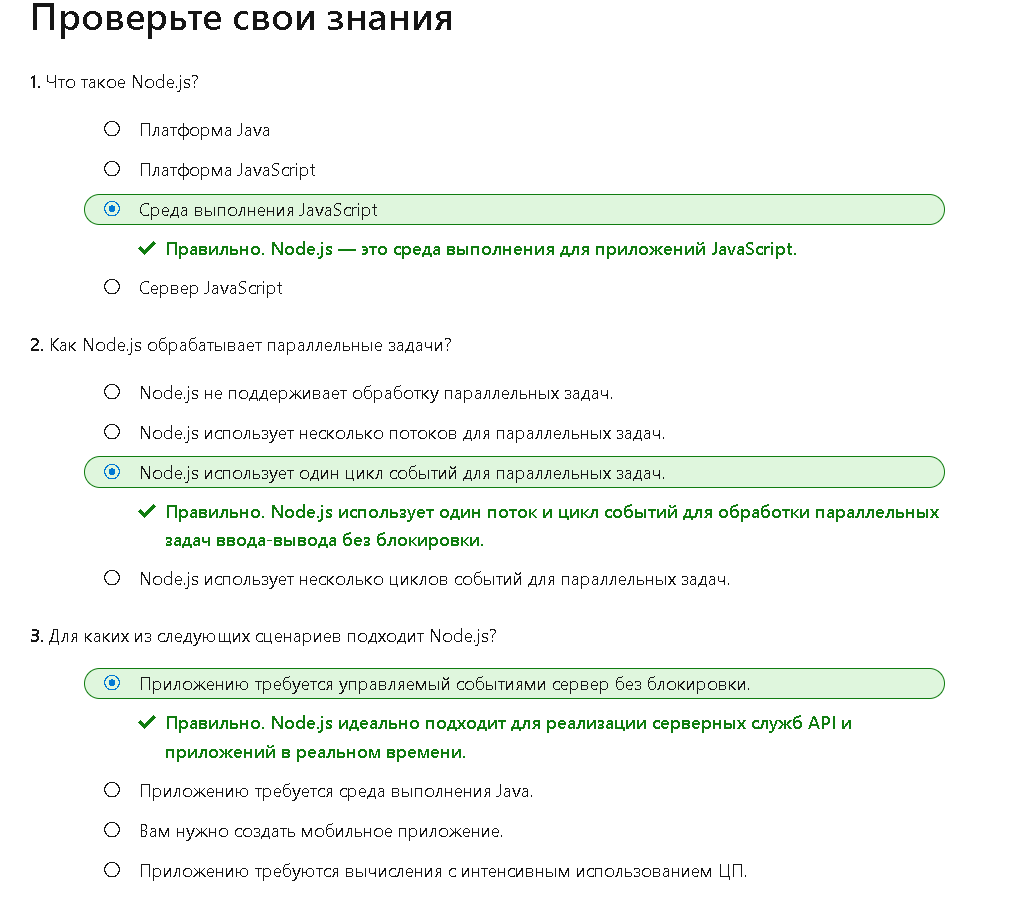 Проверьте свои знания
1. Что такое Node.js?
Платформа Java
Платформа JavaScript
Среда выполнения JavaScript
Правильно. Node.js — это среда выполнения для приложений JavaScript.
Сервер JavaScript
2. Как Node.js обрабатывает параллельные задачи?
Node.js не поддерживает обработку параллельных задач.
Node.js использует несколько потоков для параллельных задач.
Node.js использует один цикл событий для параллельных задач.
Правильно. Node.js использует один поток и цикл событий для обработки параллельных
задач ввода-вывода без блокировки.
Node.js использует несколько циклов событий для параллельных задач.
3. Для каких из следующих сценариев подходит Node.js?
Приложению требуется управляемый событиями сервер без блокировки.
Правильно. Node.js идеально подходит для реализации серверных служб API и
приложений в реальном времени.
Приложению требуется среда выполнения Java.
Вам нужно создать мобильное приложение.
Приложению требуются вычисления с интенсивным использованием ЦП.